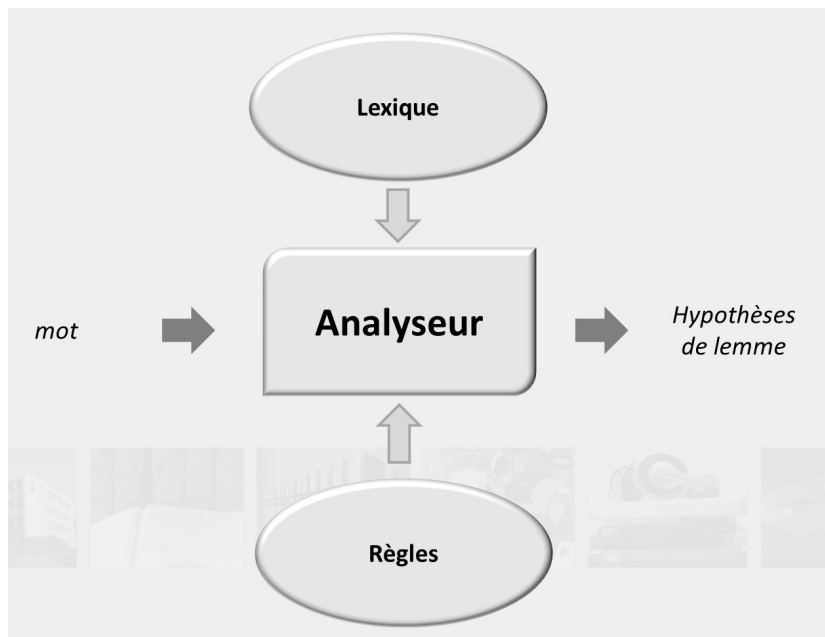 Lexique
mot
Analyseur
Hypothèses
de lemme
Règles